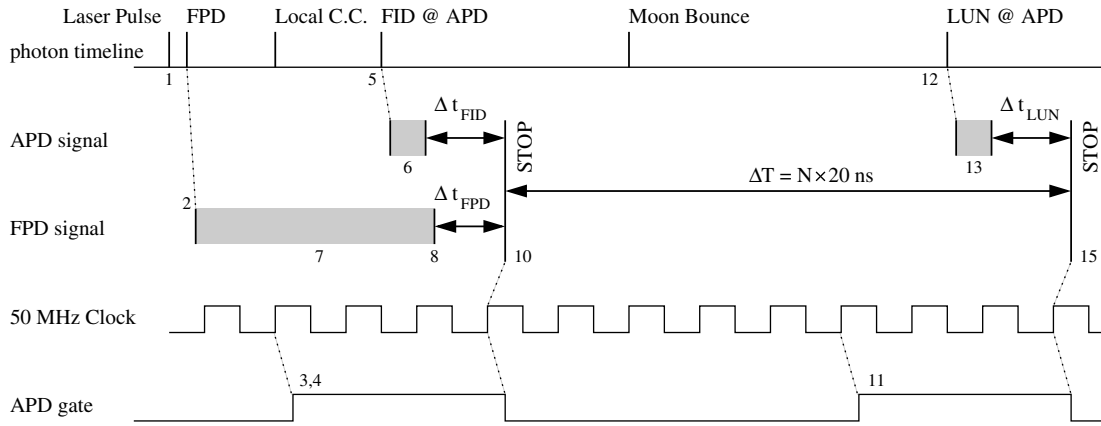 Laser Pulse FPD Local C.C. FID @ APD Moon Bounce LUN @ APD
photon timeline
1 5 12
APD signal Δ t FID STOP Δ t LUN STOP
6 13
ΔT = N×20 ns
2 Δ t FPD
FPD signal
7 8 10 15
50 MHz Clock
3,4 11
APD gate